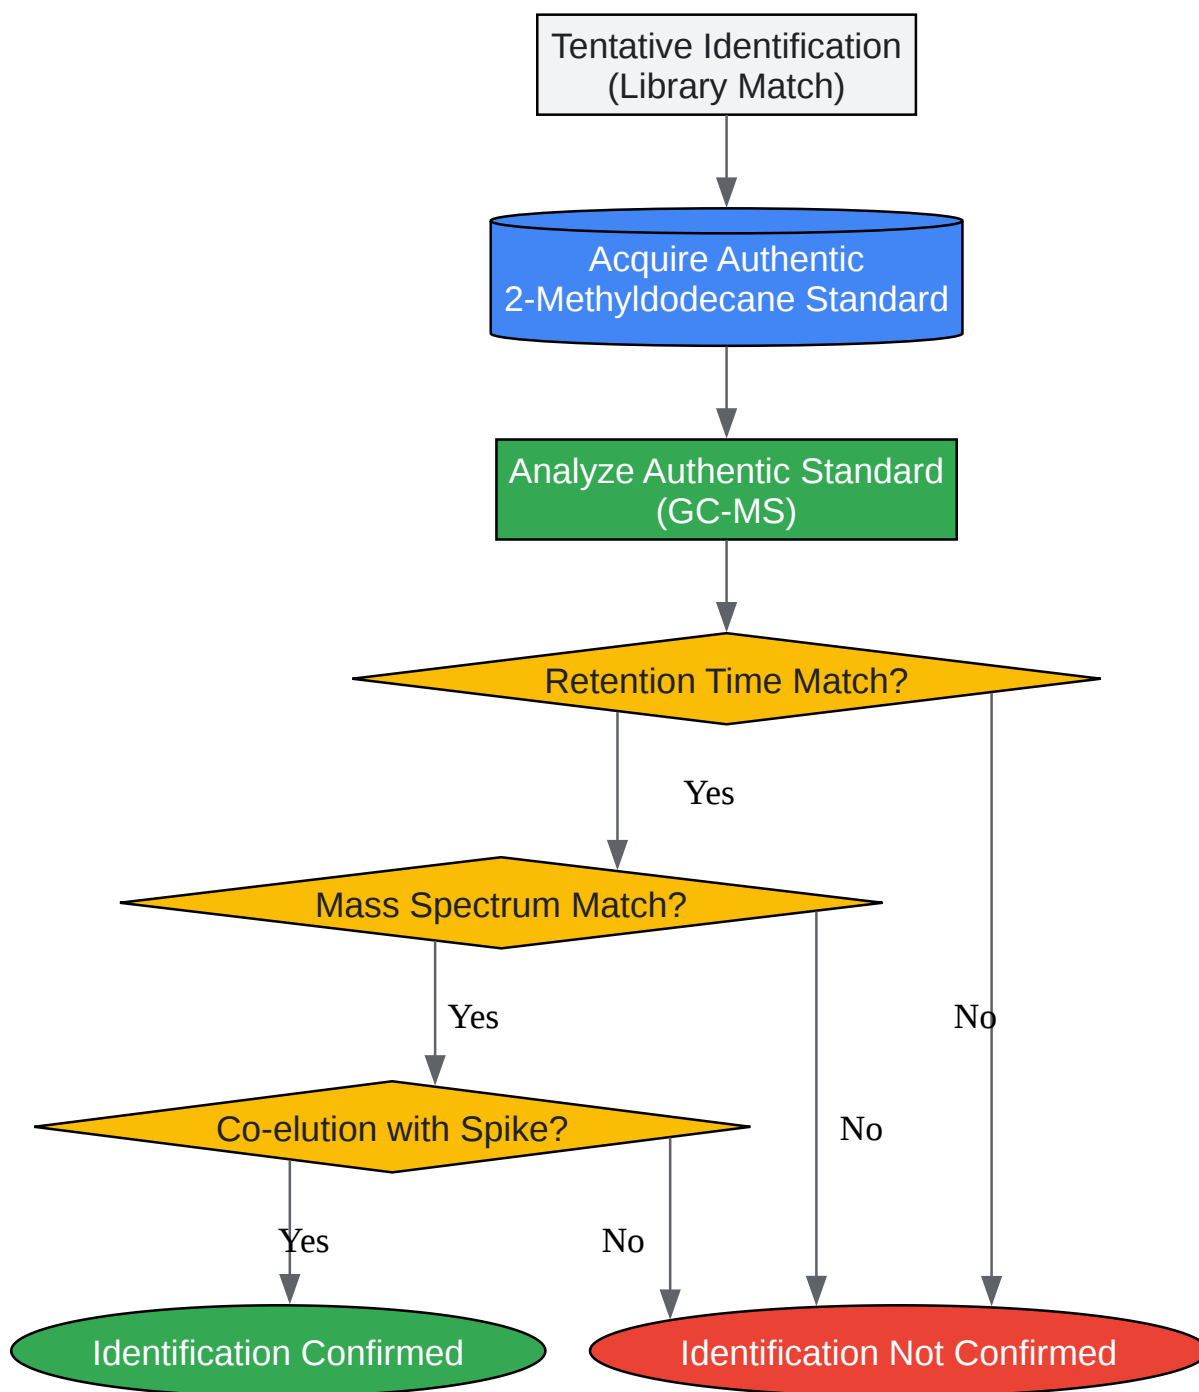 Tentative Identification
(Library Match)
Acquire Authentic
2-Methyldodecane Standard
Analyze Authentic Standard
(GC-MS)
Retention Time Match?
Yes
Mass Spectrum Match?
Yes
No
Co-elution with Spike?
No
Yes
No
Identification Confirmed
Identification Not Confirmed